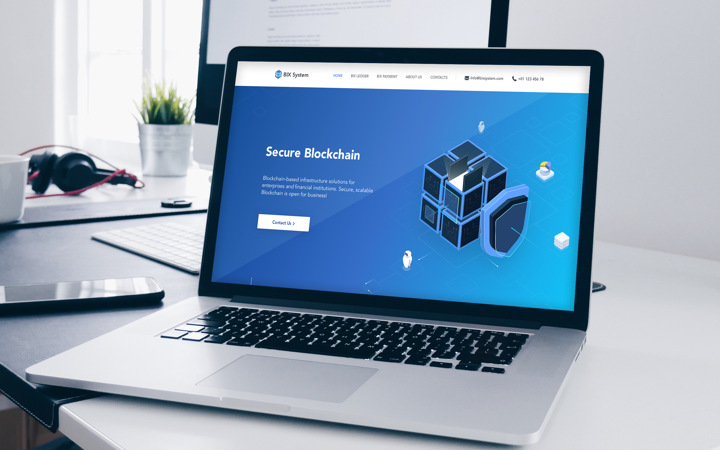 BIX System
HOME BIX LEDGER BIX PAYMENT ABOUT US CONTACTS info@bixsystem.com +61 123 456 78
Secure Blockchain
Blockchain-based infrastructure solutions for
enterprises and financial institutions. Secure, scalable
Blockchain is open for business!
Contact Us